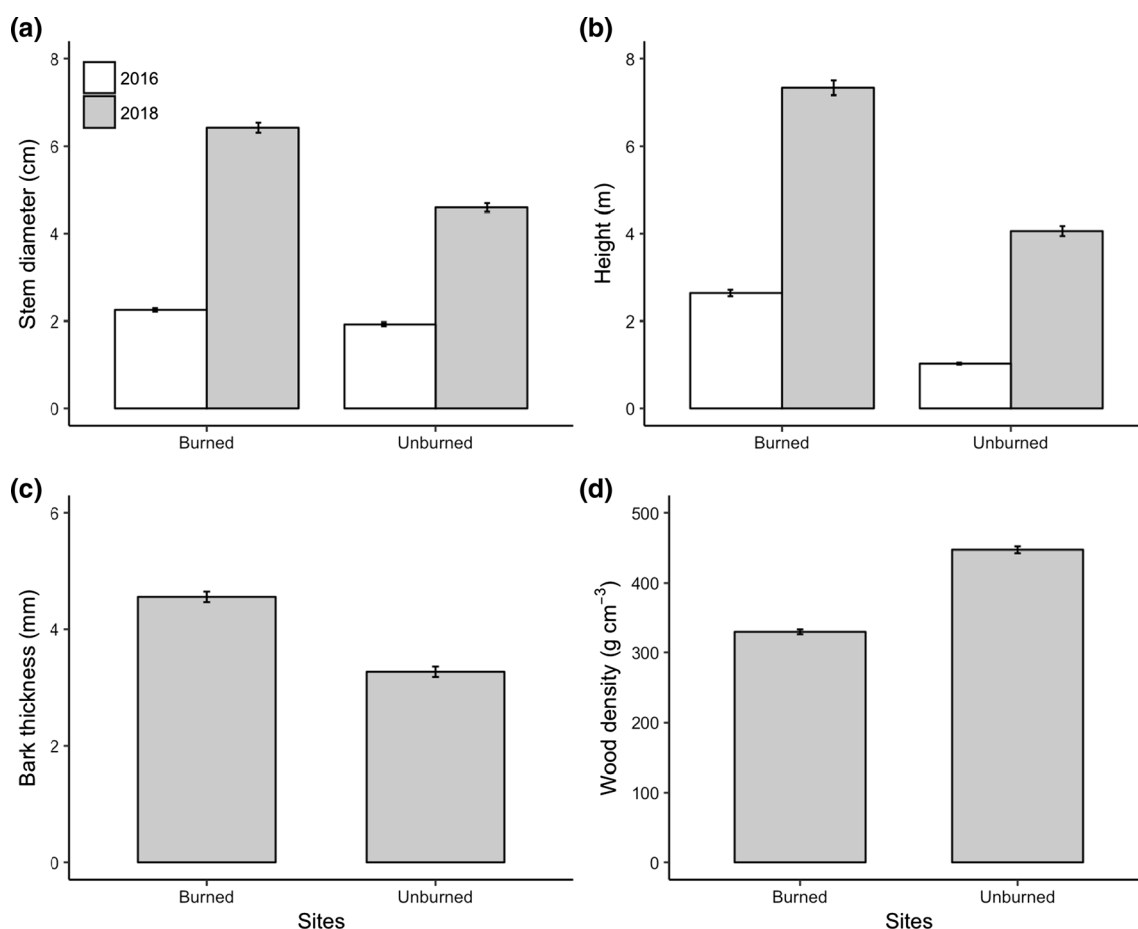 (a)
8
6
4
2
0
Stem diameter (cm)
2016
2018
Burned
Unburned
(b)
8
6
4
2
0
Height (m)
Burned
Unburned
(c)
6
4
2
0
Bark thickness (mm)
Burned
Unburned
Sites
(d)
500
400
300
200
100
0
Wood density (g cm⁻³)
Burned
Unburned
Sites